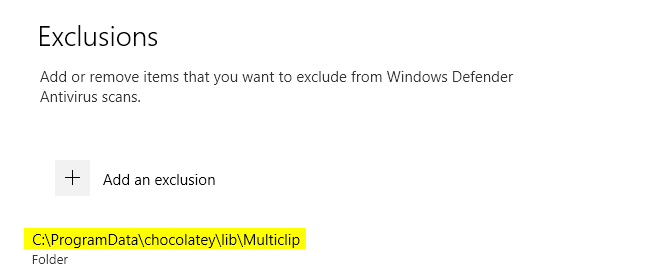 Exclusions
Add or remove items that you want to exclude from Windows Defender
Antivirus scans.
Add an exclusion
C:\ProgramData\chocolatey\lib\Multiclip
Folder